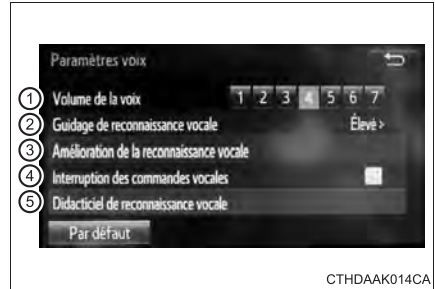 Paramètres voix
1 Volume de la voix 1 2 3 4 5 6 7
2 Guidage de reconnaissance vocale Élevé >
3 Amélioration de la reconnaissance vocale
4 Interruption des commandes vocales
5 Didacticiel de reconnaissance vocale
Par défaut
CTHDAAK014CA